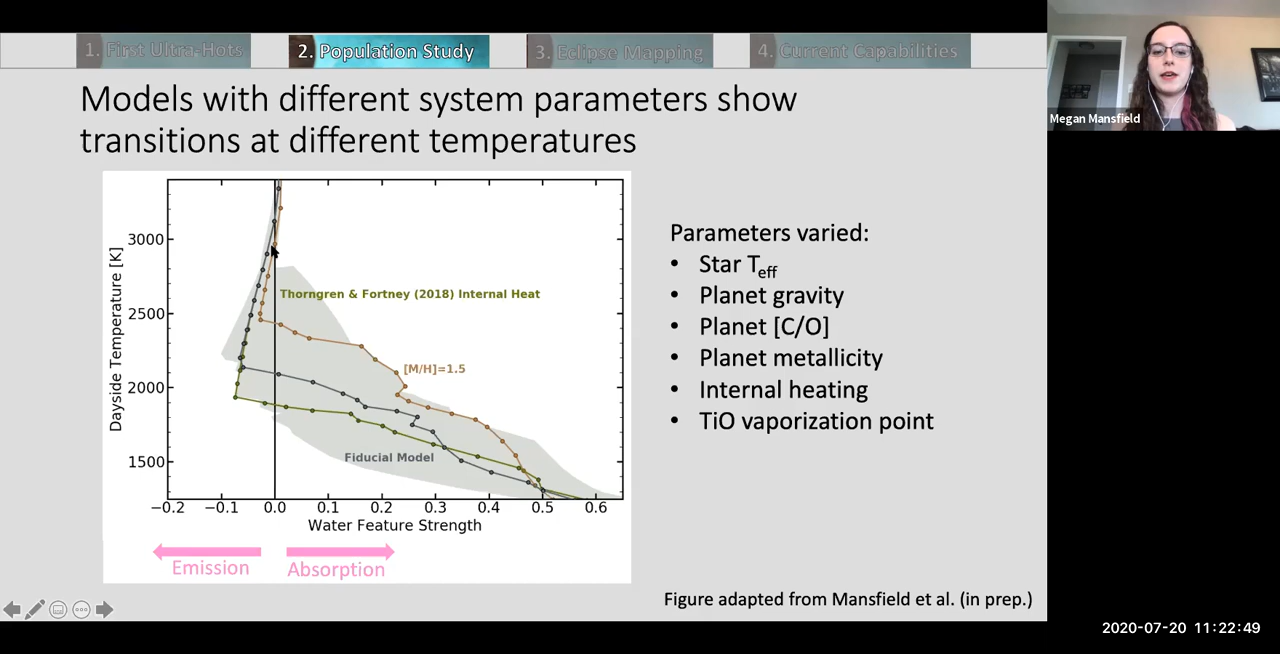 1. First Ultra-Hots
2. Population Study
3. Eclipse Mapping
4. Current Capabilities
Megan Mansfield
Models with different system parameters show
transitions at different temperatures
Dayside Temperature [K]
3000
2500
2000
1500
Thorngren & Fortney (2018) Internal Heat
[M/H]=1.5
Fiducial Model
−0.2 −0.1 0.0 0.1 0.2 0.3 0.4 0.5 0.6
Water Feature Strength
Emission Absorption
Parameters varied:
• Star Teff
• Planet gravity
• Planet [C/O]
• Planet metallicity
• Internal heating
• TiO vaporization point
Figure adapted from Mansfield et al. (in prep.)
2020-07-20 11:22:49